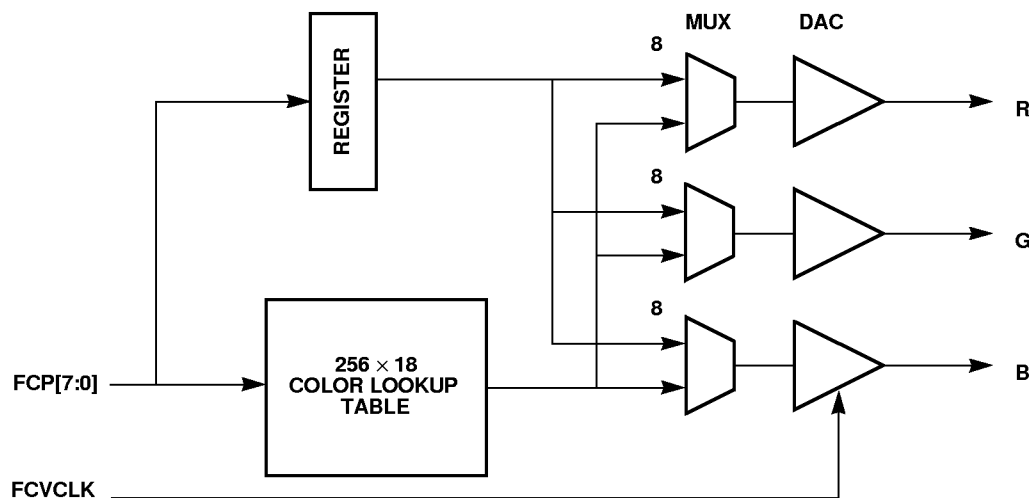 MUX
DAC
8
REGISTER
R
8
G
8
256 × 18
COLOR LOOKUP
TABLE
FCP[7:0]
B
FCVCLK